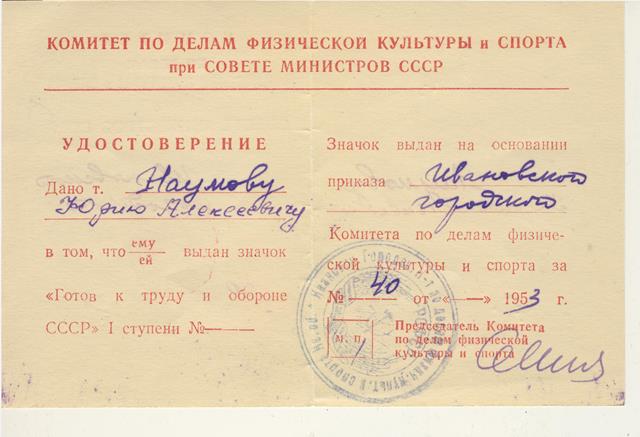 КОМИТЕТ ПО ДЕЛАМ ФИЗИЧЕСКОЙ КУЛЬТУРЫ и СПОРТА
при СОВЕТЕ МИНИСТРОВ СССР
УДОСТОВЕРЕНИЕ
Дано т. Наумову
Юрию Алексеевичу
в том, что ему
ей выдан значок
«Готов к труду и обороне
СССР» I ступени №——
Значок выдан на основании
приказа Ивановского
городского
Комитета по делам физиче-
ской культуры и спорта за
№ 40 от «—» 1953 г.
М. П.
Председатель Комитета
по делам физической
культуры и спорта